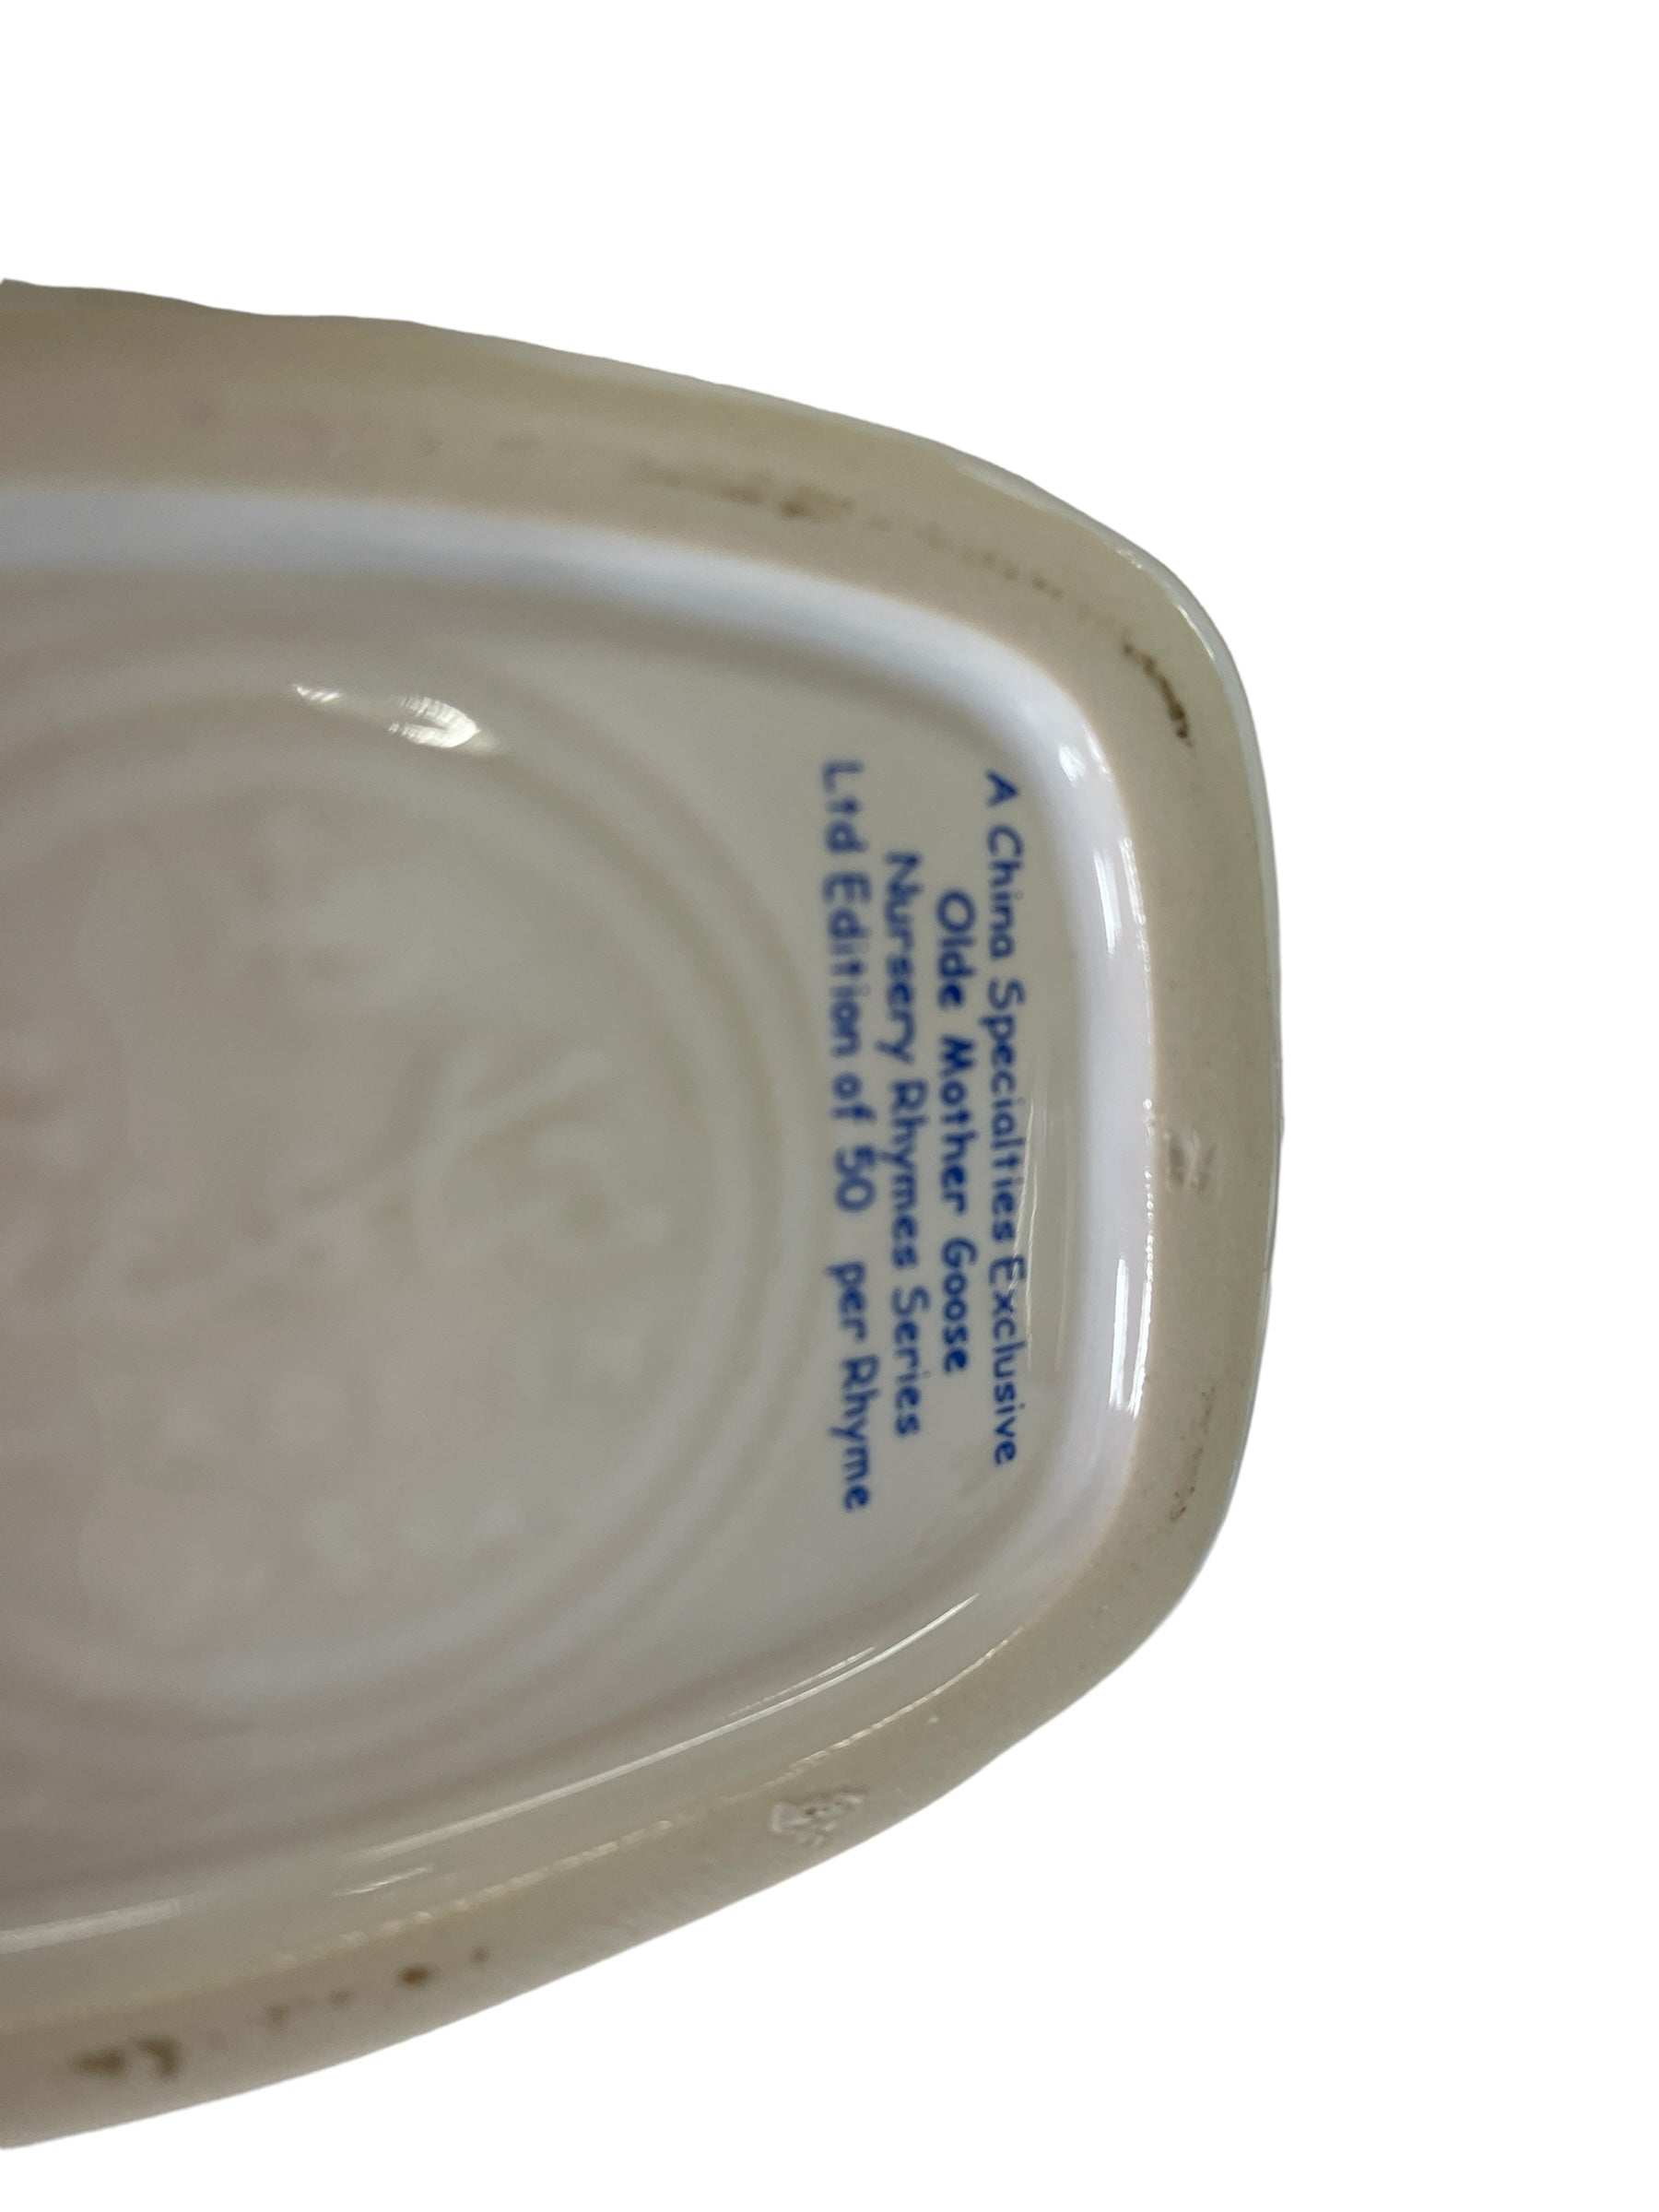 A China Specialties Exclusive
Olde Mother Goose
Nursery Rhymes Series
Ltd Edition of 50 per Rhyme